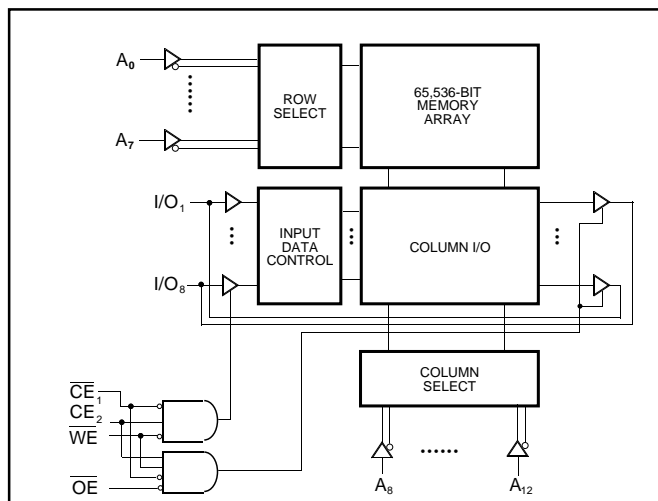 A0
A7
ROW
SELECT
65,536-BIT
MEMORY
ARRAY
I/O1
I/O8
INPUT
DATA
CONTROL
COLUMN I/O
COLUMN
SELECT
CE1
CE2
WE
OE
A8
A12